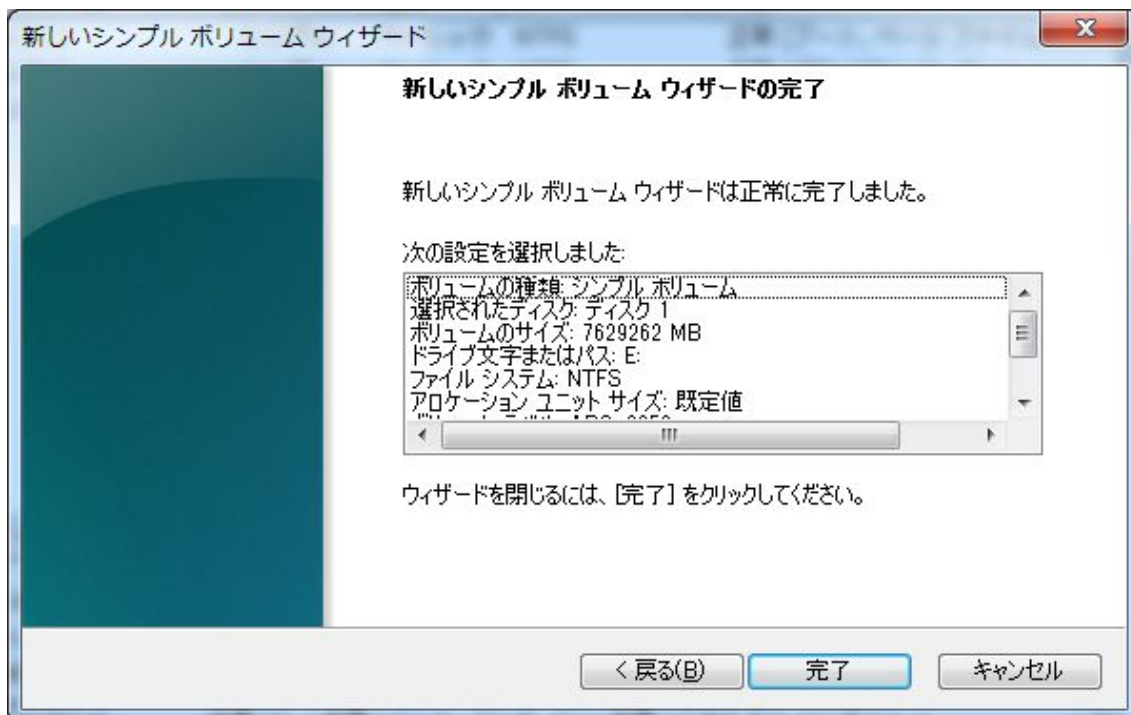 新しいシンプル ボリューム ウィザード
新しいシンプル ボリューム ウィザードの完了
新しいシンプル ボリューム ウィザードは正常に完了しました。
次の設定を選択しました:
ボリュームの種類: シンプル ボリューム
選択されたディスク: ディスク 1
ボリュームのサイズ: 7629262 MB
ドライブ文字またはパス: E:
ファイル システム: NTFS
アロケーション ユニット サイズ: 既定値
ウィザードを閉じるには、[完了] をクリックしてください。
< 戻る(B)
完了
キャンセル